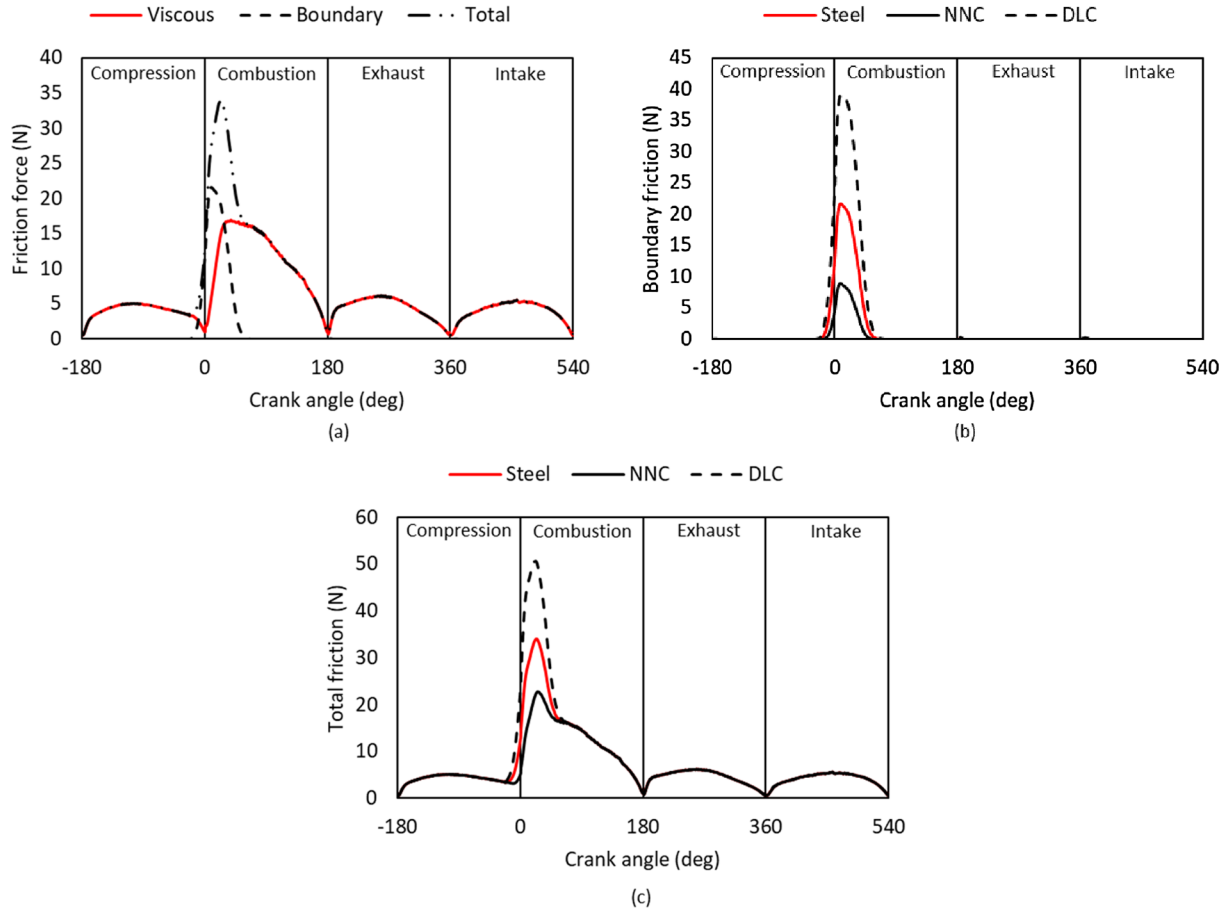 Viscous Boundary Total
40
35
30
25
20
15
10
5
0
Friction force (N)
Compression Combustion Exhaust Intake
-180 0 180 360 540
Crank angle (deg)
(a)
Steel NNC DLC
45
40
35
30
25
20
15
10
5
0
Boundary friction (N)
Compression Combustion Exhaust Intake
-180 0 180 360 540
Crank angle (deg)
(b)
Steel NNC DLC
60
50
40
30
20
10
0
Total friction (N)
Compression Combustion Exhaust Intake
-180 0 180 360 540
Crank angle (deg)
(c)